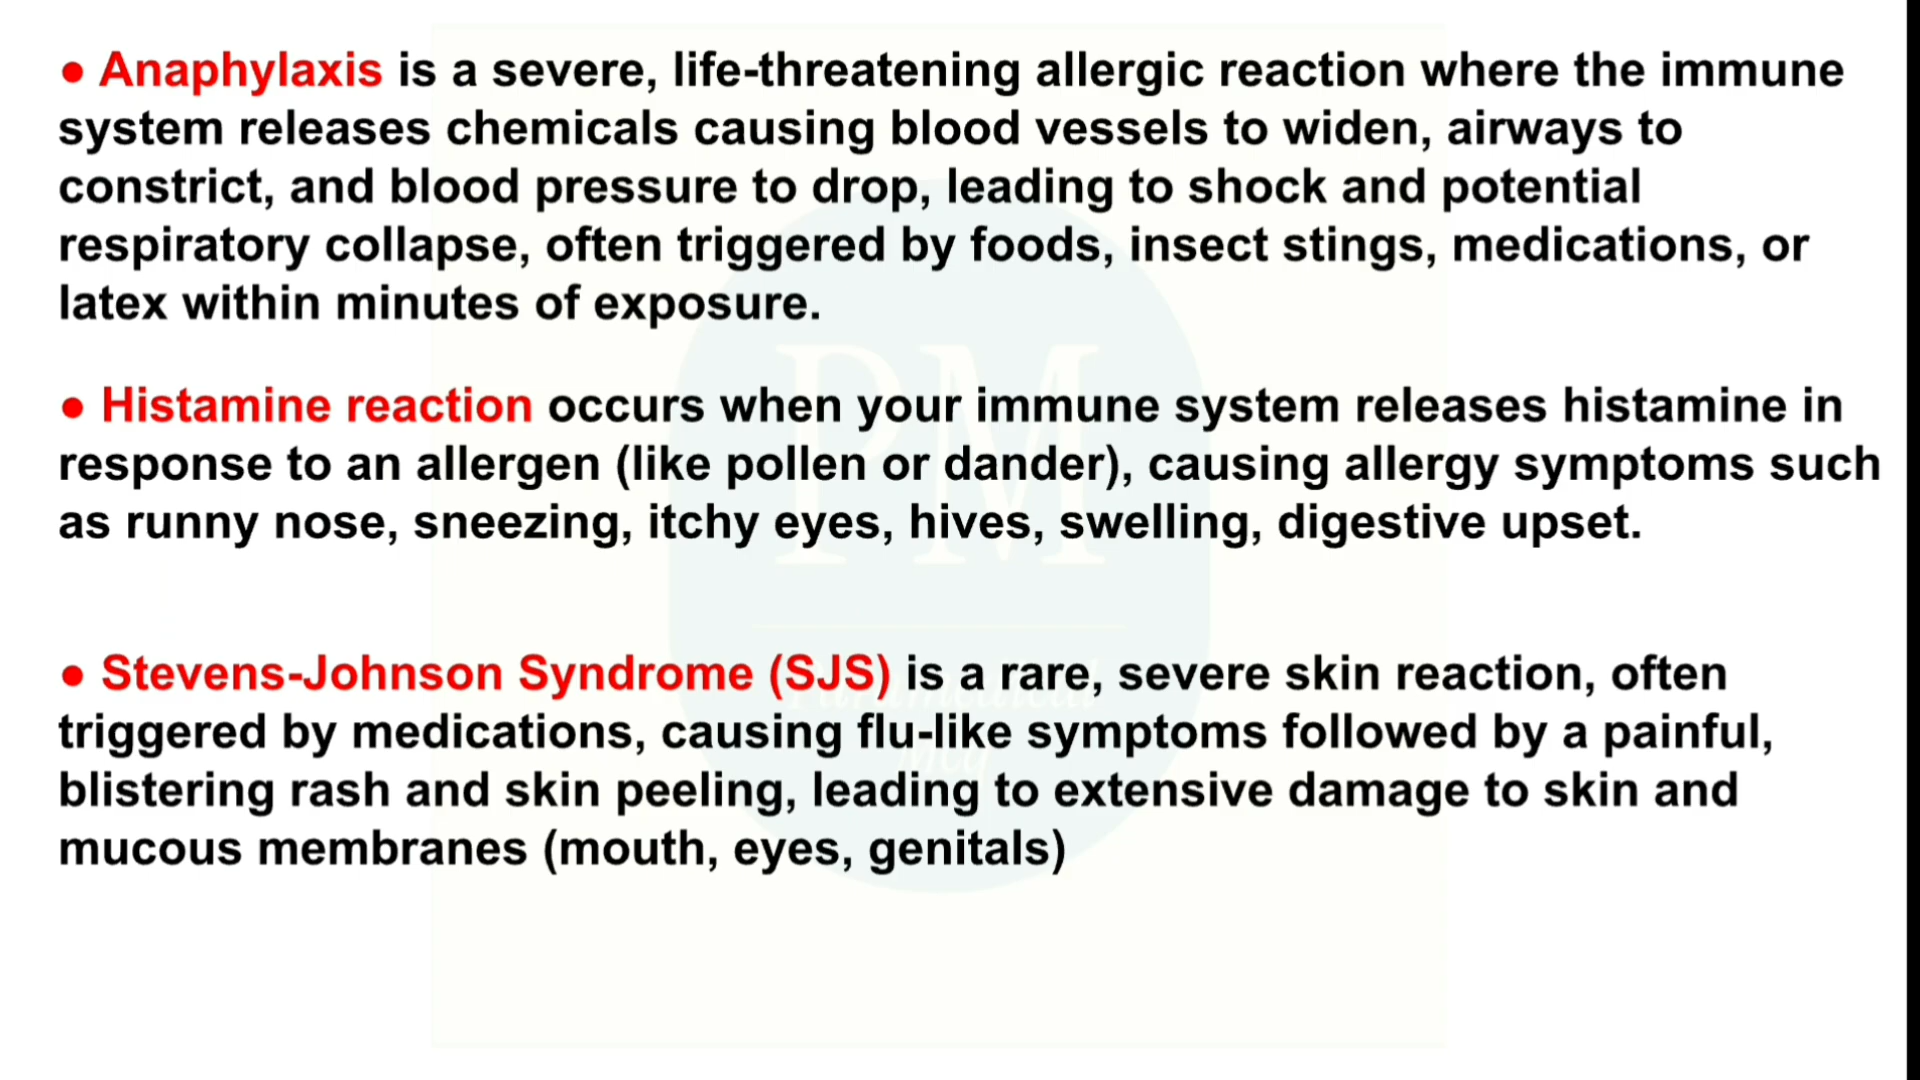 ● Anaphylaxis is a severe, life-threatening allergic reaction where the immune
system releases chemicals causing blood vessels to widen, airways to
constrict, and blood pressure to drop, leading to shock and potential
respiratory collapse, often triggered by foods, insect stings, medications, or
latex within minutes of exposure.
● Histamine reaction occurs when your immune system releases histamine in
response to an allergen (like pollen or dander), causing allergy symptoms such
as runny nose, sneezing, itchy eyes, hives, swelling, digestive upset.
PM
● Stevens-Johnson Syndrome (SJS) is a rare, severe skin reaction, often
triggered by medications, causing flu-like symptoms followed by a painful,
blistering rash and skin peeling, leading to extensive damage to skin and
mucous membranes (mouth, eyes, genitals)